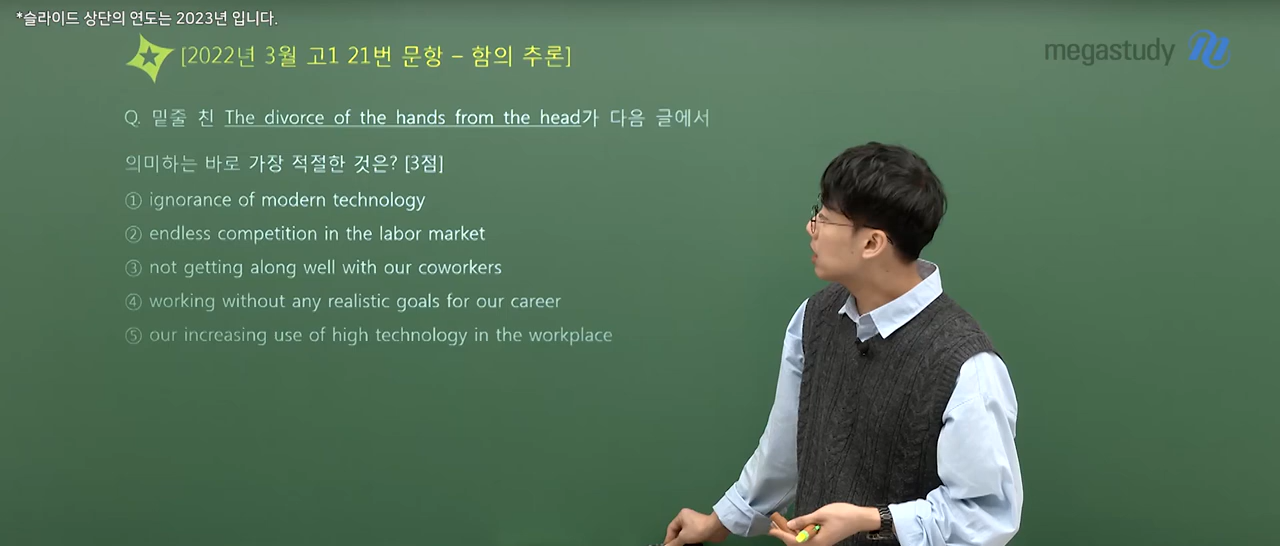 *슬라이드 상단의 연도는 2023년 입니다.
[2022년 3월 고1 21번 문항 – 함의 추론]
megastudy
Q. 밑줄 친 The divorce of the hands from the head가 다음 글에서
의미하는 바로 가장 적절한 것은? [3점]
① ignorance of modern technology
② endless competition in the labor market
③ not getting along well with our coworkers
④ working without any realistic goals for our career
⑤ our increasing use of high technology in the workplace